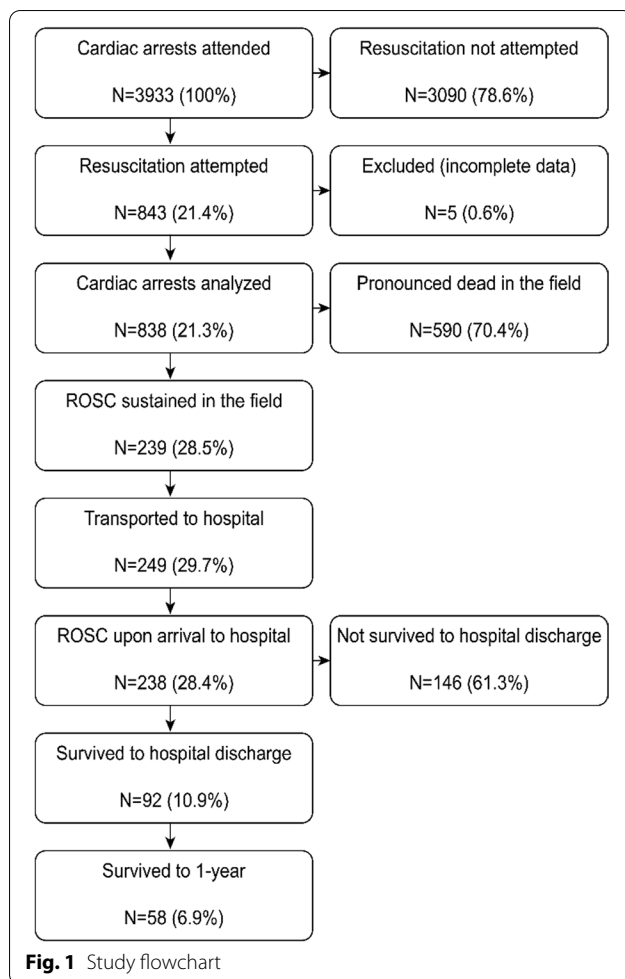 Cardiac arrests attended
N=3933 (100%)
Resuscitation not attempted
N=3090 (78.6%)
Resuscitation attempted
N=843 (21.4%)
Excluded (incomplete data)
N=5 (0.6%)
Cardiac arrests analyzed
N=838 (21.3%)
Pronounced dead in the field
N=590 (70.4%)
ROSC sustained in the field
N=239 (28.5%)
Transported to hospital
N=249 (29.7%)
ROSC upon arrival to hospital
N=238 (28.4%)
Not survived to hospital discharge
N=146 (61.3%)
Survived to hospital discharge
N=92 (10.9%)
Survived to 1-year
N=58 (6.9%)
Fig. 1 Study flowchart